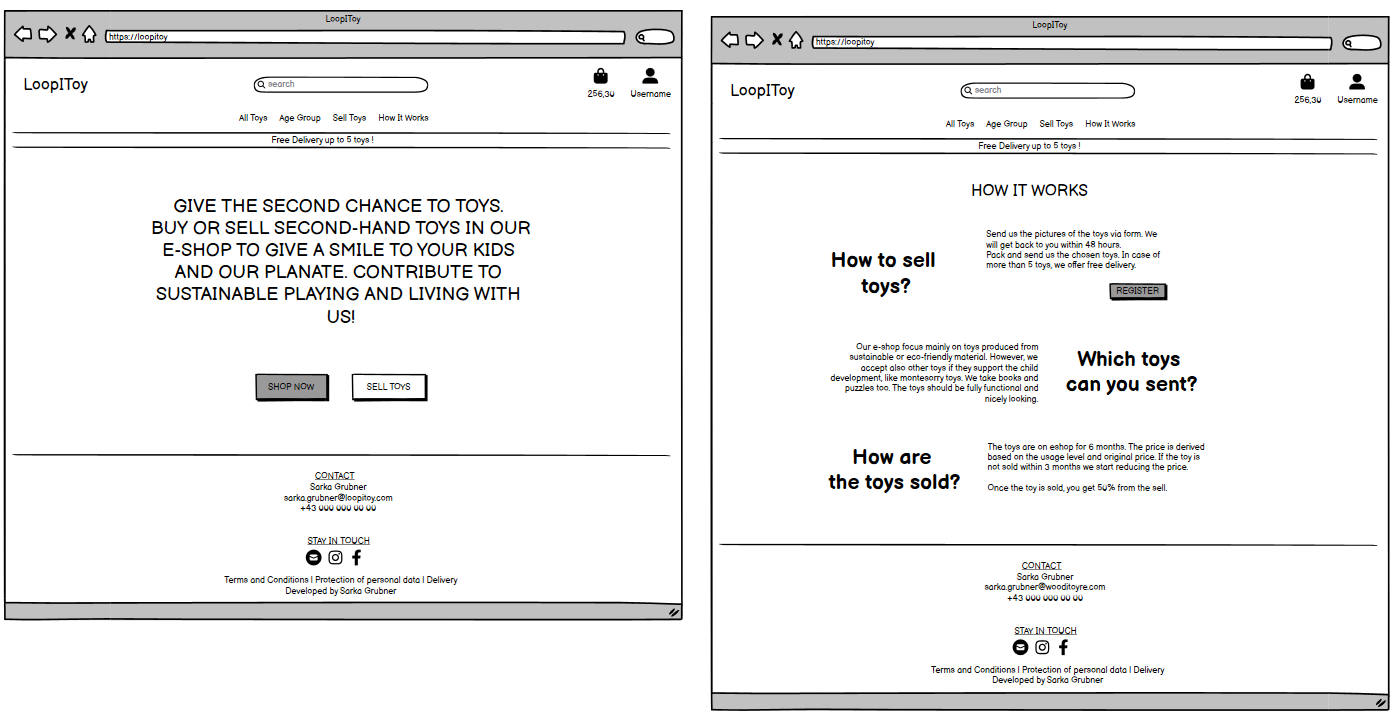 LoopIToy
https://loopitoy
LoopIToy
search
256,30
Username
All Toys Age Group Sell Toys How It Works
Free Delivery up to 5 toys !
GIVE THE SECOND CHANCE TO TOYS.
BUY OR SELL SECOND-HAND TOYS IN OUR
E-SHOP TO GIVE A SMILE TO YOUR KIDS
AND OUR PLANATE. CONTRIBUTE TO
SUSTAINABLE PLAYING AND LIVING WITH
US!
SHOP NOW
SELL TOYS
CONTACT
Sarka Grubner
sarka.grubner@loopitoy.com
+43 000 000 00 00
STAY IN TOUCH
Terms and Conditions | Protection of personal data | Delivery
Developed by Sarka Grubner
LoopIToy
https://loopitoy
LoopIToy
search
256,30
Username
All Toys Age Group Sell Toys How It Works
Free Delivery up to 5 toys !
HOW IT WORKS
How to sell
toys?
Send us the pictures of the toys via form. We
will get back to you within 48 hours.
Pack and send us the chosen toys. In case of
more than 5 toys, we offer free delivery.
REGISTER
Our e-shop focus mainly on toys produced from
sustainable or eco-friendly material. However, we
accept also other toys if they support the child
development, like montesorry toys. We take books and
puzzles too. The toys should be fully functional and
nicely looking.
Which toys
can you sent?
How are
the toys sold?
The toys are on eshop for 6 months. The price is derived
based on the usage level and original price. If the toy is
not sold within 3 months we start reducing the price.
Once the toy is sold, you get 50% from the sell.
CONTACT
Sarka Grubner
sarka.grubner@wooditoyre.com
+43 000 000 00 00
STAY IN TOUCH
Terms and Conditions | Protection of personal data | Delivery
Developed by Sarka Grubner